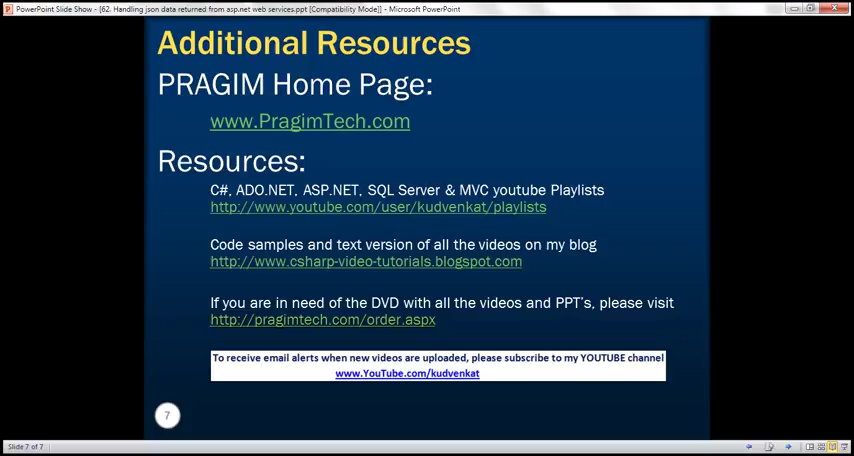 PowerPoint Slide Show - [62. Handling json data returned from asp.net web services.ppt [Compatibility Mode]] - Microsoft PowerPoint
Additional Resources
PRAGIM Home Page:
www.PragimTech.com
Resources:
C#, ADO.NET, ASP.NET, SQL Server & MVC youtube Playlists
http://www.youtube.com/user/kudvenkat/playlists
Code samples and text version of all the videos on my blog
http://www.csharp-video-tutorials.blogspot.com
If you are in need of the DVD with all the videos and PPT's, please visit
http://pragimtech.com/order.aspx
To receive email alerts when new videos are uploaded, please subscribe to my YOUTUBE channel
www.YouTube.com/kudvenkat
7
Slide 7 of 7